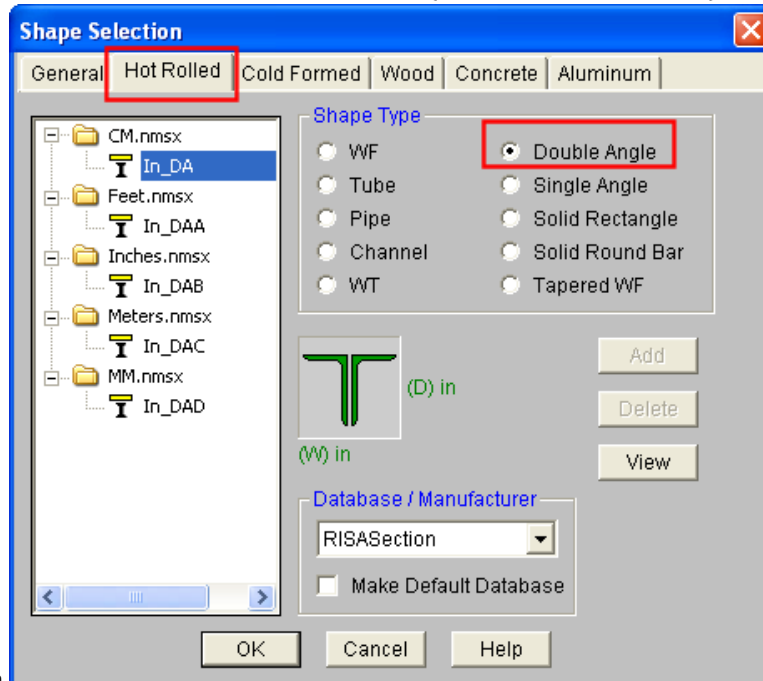 Shape Selection
General Hot Rolled Cold Formed Wood Concrete Aluminum
CM.nmsx
In_DA
Feet.nmsx
In_DAA
Inches.nmsx
In_DAB
Meters.nmsx
In_DAC
MM.nmsx
In_DAD
Shape Type
WF
Double Angle
Tube
Single Angle
Pipe
Solid Rectangle
Channel
Solid Round Bar
WT
Tapered WF
(D) in
(W) in
Add
Delete
View
Database / Manufacturer
RISASection
Make Default Database
OK Cancel Help